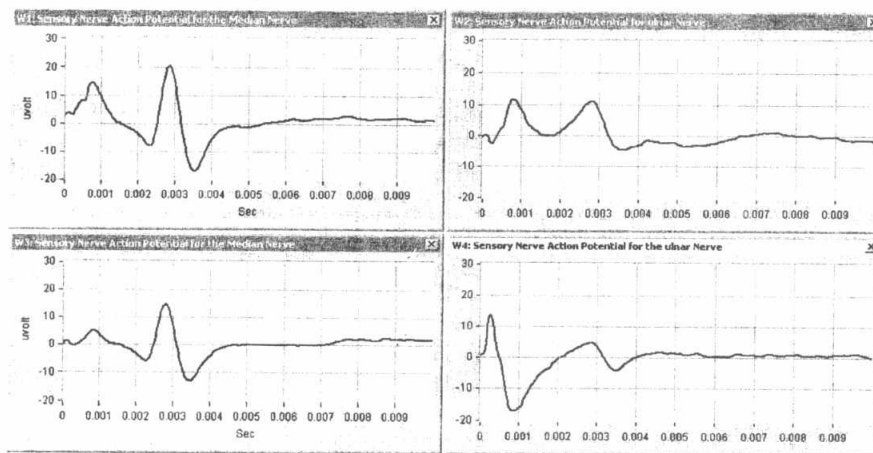 W1: Sensory Nerve Action Potential for the Median Nerve
30
20
10
0
-10
-20
uvolt
0 0.001 0.002 0.003 0.004 0.005 0.006 0.007 0.008 0.009
Sec
W2: Sensory Nerve Action Potential for ulnar Nerve
30
20
10
0
-10
-20
-0 0.001 0.002 0.003 0.004 0.005 0.006 0.007 0.008 0.009
W3: Sensory Nerve Action Potential for the Median Nerve
30
20
10
0
-10
-20
uvolt
0 0.001 0.002 0.003 0.004 0.005 0.006 0.007 0.008 0.009
Sec
W4: Sensory Nerve Action Potential for the ulnar Nerve
30
20
10
0
-10
-20
0 0.001 0.002 0.003 0.004 0.005 0.006 0.007 0.008 0.009